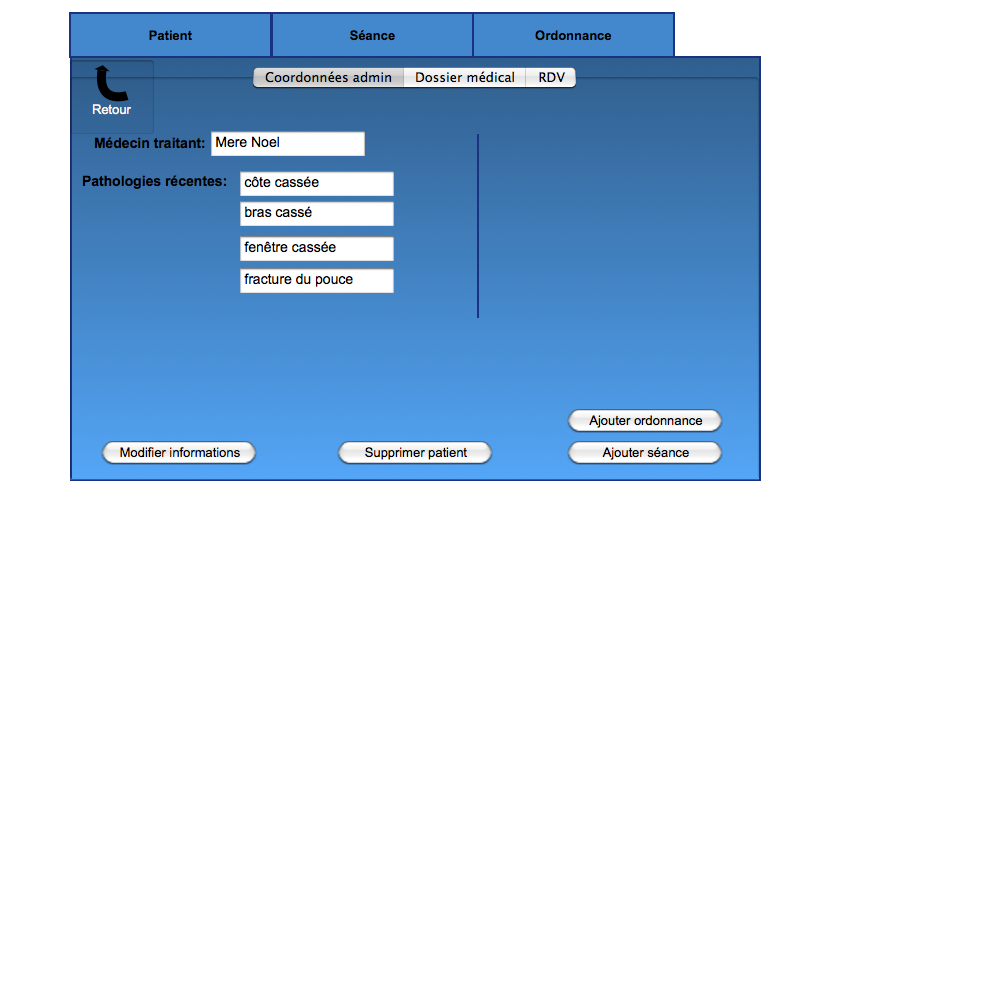 Patient
Séance
Ordonnance
Coordonnées admin
Dossier médical
RDV
Retour
Médecin traitant: Mere Noel
Pathologies récentes: côte cassée
bras cassé
fenêtre cassée
fracture du pouce
Ajouter ordonnance
Modifier informations
Supprimer patient
Ajouter séance